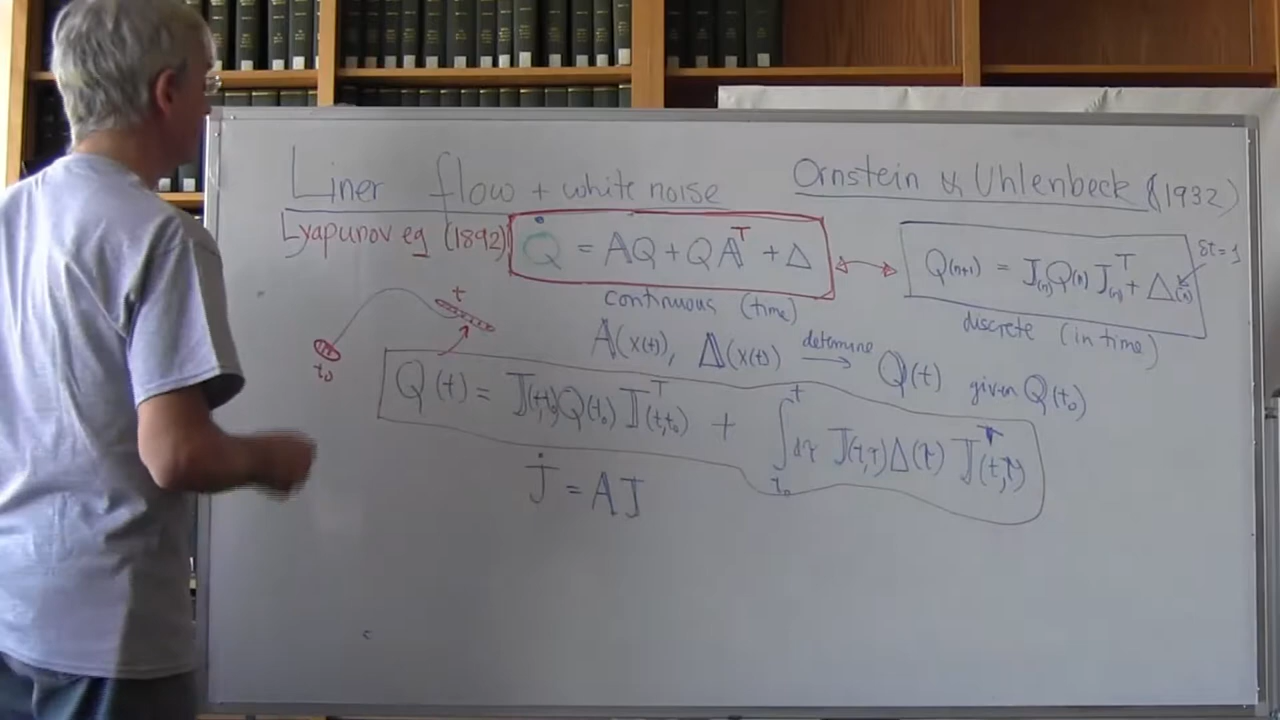 Liner flow + white noise
Ornstein & Uhlenbeck (1932)
Lyapunov eg (1892)
Q̇ = AQ + QAᵀ + Δ
continuous (time)
Q(n+1) = J(n)Q(n)J(n)ᵀ + Δ(n)
δt=1
discrete (in time)
A(x(t)), Δ(x(t)) determine → Q(t) given Q(t₀)
t₀
t
Q(t) = J(t,t₀)Q(t₀)Jᵀ(t,t₀) + ∫ₜ₀ᵗ dτ J(t,τ)Δ(τ)Jᵀ(t,τ)
J̇ = AJ